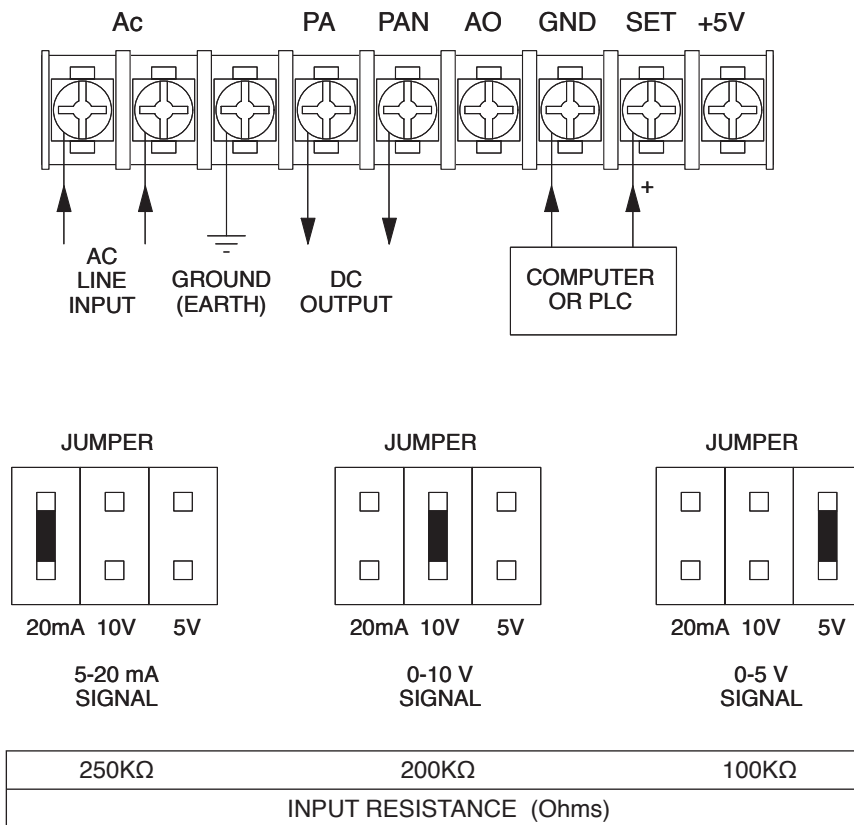 Ac PA PAN AO GND SET +5V
+
AC
LINE
INPUT
GROUND
(EARTH)
DC
OUTPUT
COMPUTER
OR PLC
JUMPER JUMPER JUMPER
20mA 10V 5V 20mA 10V 5V 20mA 10V 5V
5-20 mA
SIGNAL
0-10 V
SIGNAL
0-5 V
SIGNAL
250KΩ 200KΩ 100KΩ
INPUT RESISTANCE (Ohms)